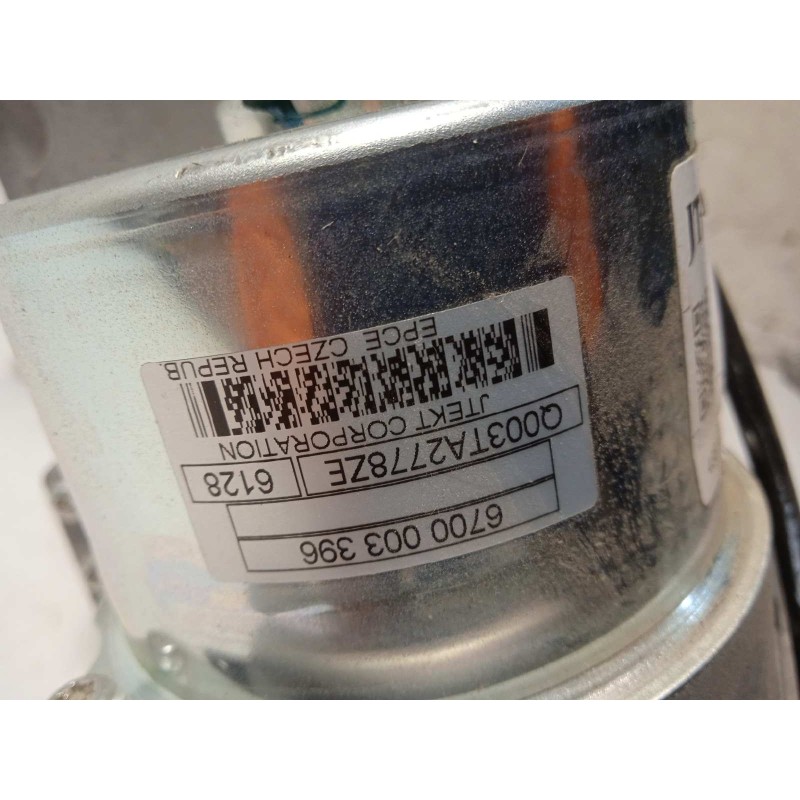 6700 003 396
Q003TA2778ZE 6128
JTEKT CORPORATION
EPCE CZECH REPUB.